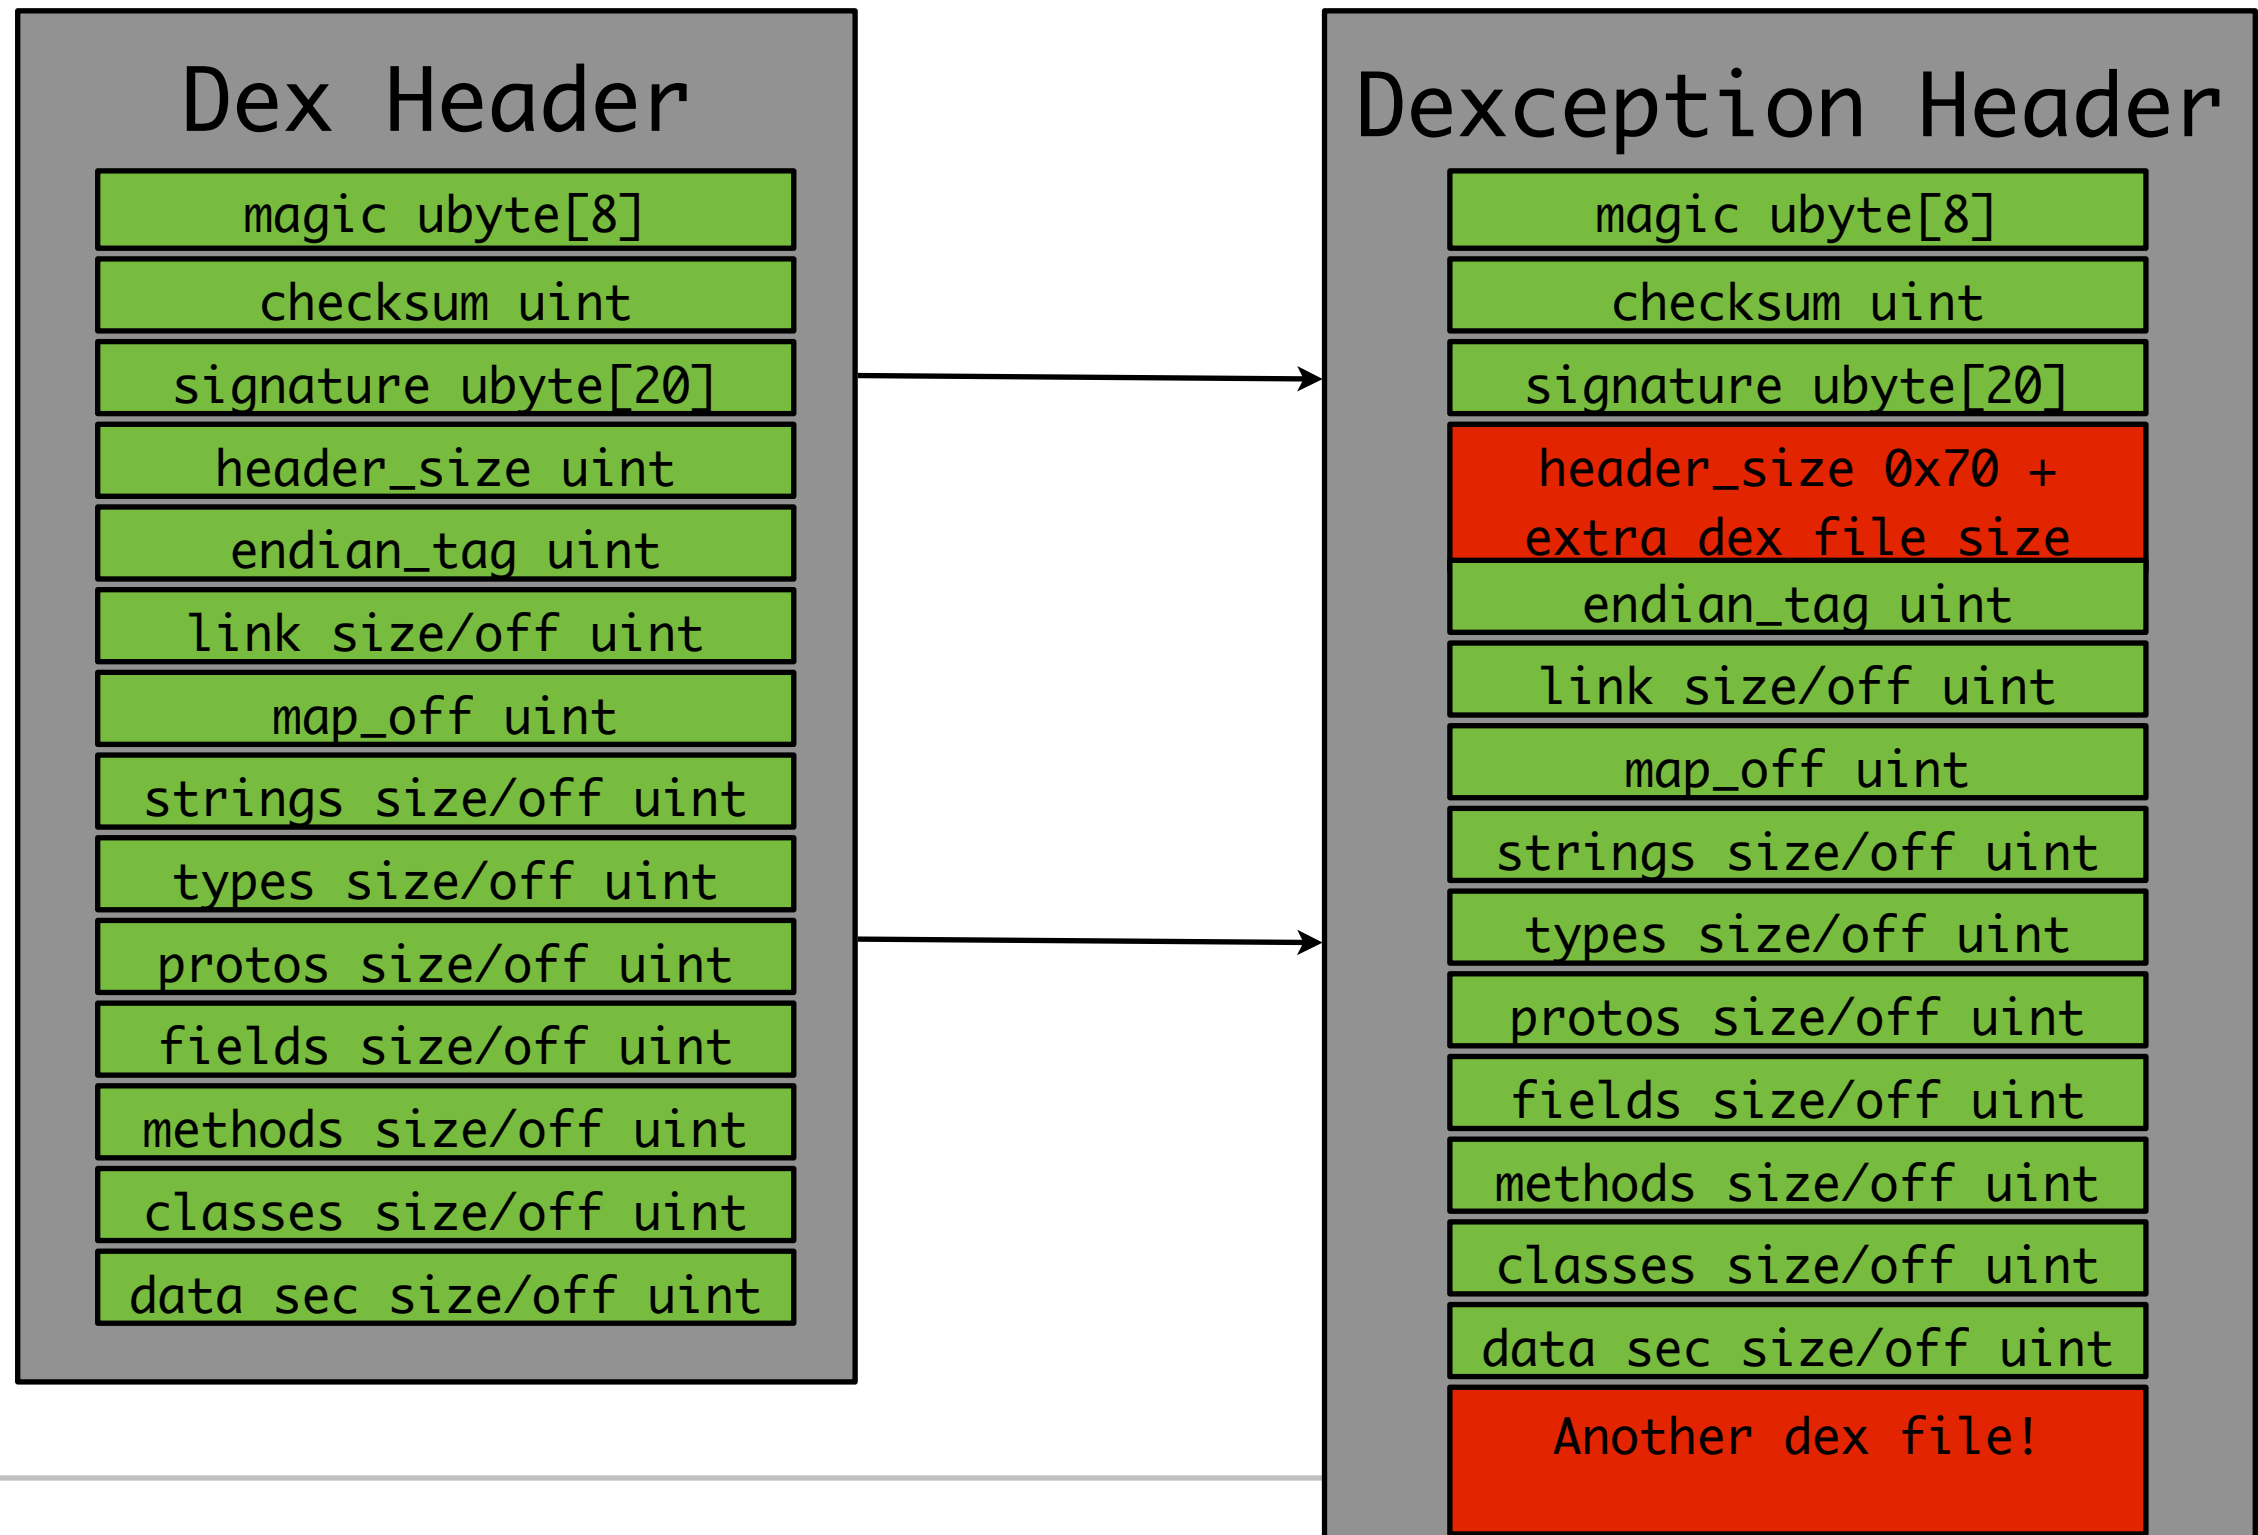 Dex Header
magic ubyte[8]
checksum uint
signature ubyte[20]
header_size uint
endian_tag uint
link size/off uint
map_off uint
strings size/off uint
types size/off uint
protos size/off uint
fields size/off uint
methods size/off uint
classes size/off uint
data sec size/off uint
Dexception Header
magic ubyte[8]
checksum uint
signature ubyte[20]
header_size 0x70 +
extra dex file size
endian_tag uint
link size/off uint
map_off uint
strings size/off uint
types size/off uint
protos size/off uint
fields size/off uint
methods size/off uint
classes size/off uint
data sec size/off uint
Another dex file!